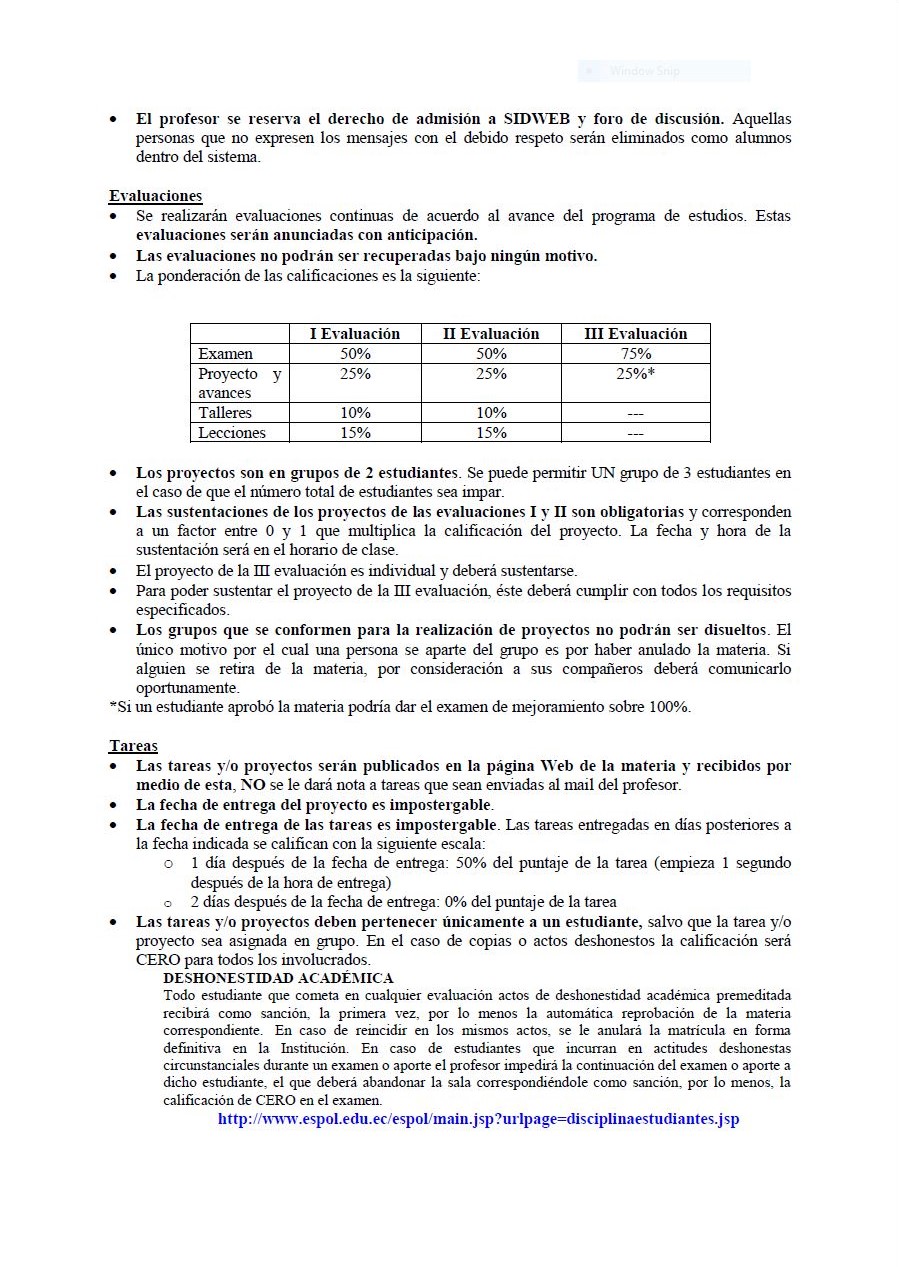 Window Snip
• El profesor se reserva el derecho de admisión a SIDWEB y foro de discusión. Aquellas
personas que no expresen los mensajes con el debido respeto serán eliminados como alumnos
dentro del sistema.
Evaluaciones
• Se realizarán evaluaciones continuas de acuerdo al avance del programa de estudios. Estas
evaluaciones serán anunciadas con anticipación.
• Las evaluaciones no podrán ser recuperadas bajo ningún motivo.
• La ponderación de las calificaciones es la siguiente:
I Evaluación II Evaluación III Evaluación
Examen 50% 50% 75%
Proyecto y 25% 25% 25%*
avances
Talleres 10% 10% ---
Lecciones 15% 15% ---
• Los proyectos son en grupos de 2 estudiantes. Se puede permitir UN grupo de 3 estudiantes en
el caso de que el número total de estudiantes sea impar.
• Las sustentaciones de los proyectos de las evaluaciones I y II son obligatorias y corresponden
a un factor entre 0 y 1 que multiplica la calificación del proyecto. La fecha y hora de la
sustentación será en el horario de clase.
• El proyecto de la III evaluación es individual y deberá sustentarse.
• Para poder sustentar el proyecto de la III evaluación, éste deberá cumplir con todos los requisitos
especificados.
• Los grupos que se conformen para la realización de proyectos no podrán ser disueltos. El
único motivo por el cual una persona se aparte del grupo es por haber anulado la materia. Si
alguien se retira de la materia, por consideración a sus compañeros deberá comunicarlo
oportunamente.
*Si un estudiante aprobó la materia podría dar el examen de mejoramiento sobre 100%.
Tareas
• Las tareas y/o proyectos serán publicados en la página Web de la materia y recibidos por
medio de esta, NO se le dará nota a tareas que sean enviadas al mail del profesor.
• La fecha de entrega del proyecto es impostergable.
• La fecha de entrega de las tareas es impostergable. Las tareas entregadas en días posteriores a
la fecha indicada se califican con la siguiente escala:
o 1 día después de la fecha de entrega: 50% del puntaje de la tarea (empieza 1 segundo
después de la hora de entrega)
o 2 días después de la fecha de entrega: 0% del puntaje de la tarea
• Las tareas y/o proyectos deben pertenecer únicamente a un estudiante, salvo que la tarea y/o
proyecto sea asignada en grupo. En el caso de copias o actos deshonestos la calificación será
CERO para todos los involucrados.
DESHONESTIDAD ACADÉMICA
Todo estudiante que cometa en cualquier evaluación actos de deshonestidad académica premeditada
recibirá como sanción, la primera vez, por lo menos la automática reprobación de la materia
correspondiente. En caso de reincidir en los mismos actos, se le anulará la matrícula en forma
definitiva en la Institución. En caso de estudiantes que incurran en actitudes deshonestas
circunstanciales durante un examen o aporte el profesor impedirá la continuación del examen o aporte a
dicho estudiante, el que deberá abandonar la sala correspondiéndole como sanción, por lo menos, la
calificación de CERO en el examen.
http://www.espol.edu.ec/espol/main.jsp?urlpage=disciplinaestudiantes.jsp